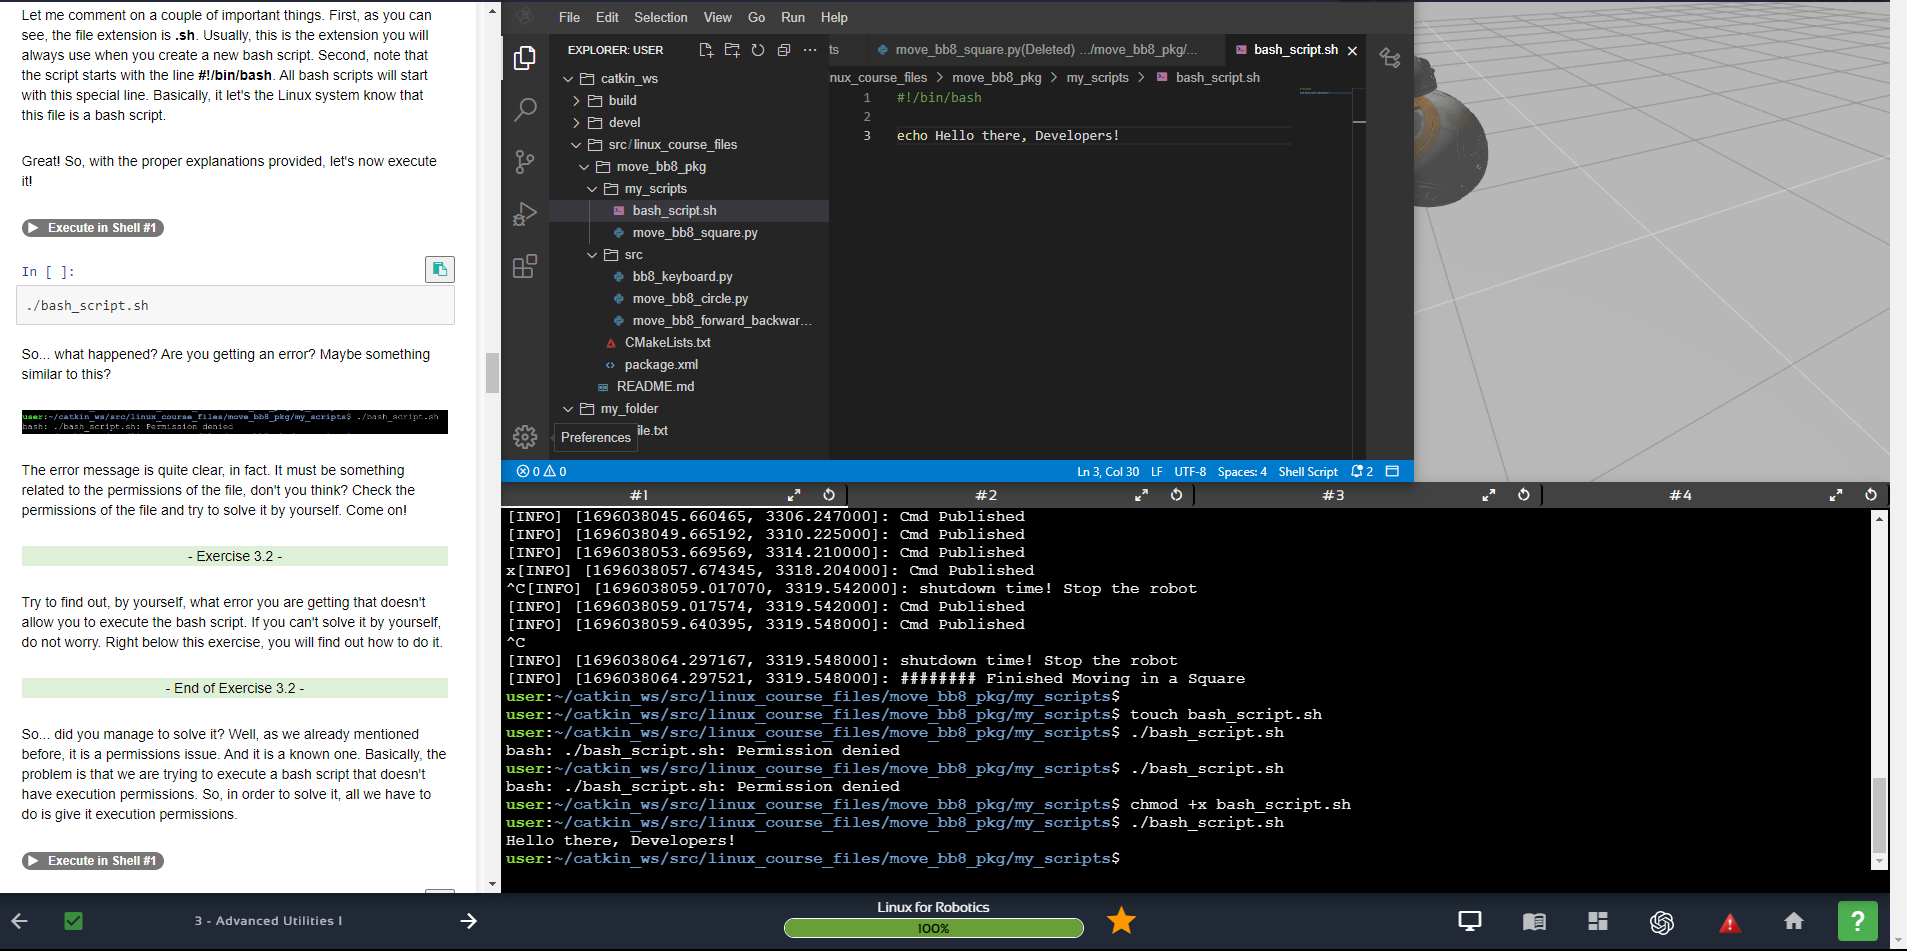 Let me comment on a couple of important things. First, as you can
see, the file extension is .sh. Usually, this is the extension you will
always use when you create a new bash script. Second, note that
the script starts with the line #!/bin/bash. All bash scripts will start
with this special line. Basically, it let's the Linux system know that
this file is a bash script.
Great! So, with the proper explanations provided, let's now execute
it!
Execute in Shell #1
In [ ]:
./bash_script.sh
So... what happened? Are you getting an error? Maybe something
similar to this?
user:~/catkin_ws/src/linux_course_files/move_bb8_pkg/my_scripts$ ./bash_script.sh
bash: ./bash_script.sh: Permission denied
The error message is quite clear, in fact. It must be something
related to the permissions of the file, don't you think? Check the
permissions of the file and try to solve it by yourself. Come on!
- Exercise 3.2 -
Try to find out, by yourself, what error you are getting that doesn't
allow you to execute the bash script. If you can't solve it by yourself,
do not worry. Right below this exercise, you will find out how to do it.
- End of Exercise 3.2 -
So... did you manage to solve it? Well, as we already mentioned
before, it is a permissions issue. And it is a known one. Basically, the
problem is that we are trying to execute a bash script that doesn't
have execution permissions. So, in order to solve it, all we have to
do is give it execution permissions.
Execute in Shell #1
File Edit Selection View Go Run Help
EXPLORER: USER
ts move_bb8_square.py(Deleted) .../move_bb8_pkg/... bash_script.sh
catkin_ws
build
devel
src/linux_course_files
move_bb8_pkg
my_scripts
bash_script.sh
move_bb8_square.py
src
bb8_keyboard.py
move_bb8_circle.py
move_bb8_forward_backwar...
CMakeLists.txt
package.xml
README.md
my_folder
ile.txt
Preferences
nux_course_files > move_bb8_pkg > my_scripts > bash_script.sh
1 #!/bin/bash
2
3 echo Hello there, Developers!
0 0
Ln 3, Col 30 LF UTF-8 Spaces: 4 Shell Script 2
#1 #2 #3 #4
[INFO] [1696038045.660465, 3306.247000]: Cmd Published
[INFO] [1696038049.665192, 3310.225000]: Cmd Published
[INFO] [1696038053.669569, 3314.210000]: Cmd Published
x[INFO] [1696038057.674345, 3318.204000]: Cmd Published
^C[INFO] [1696038059.017070, 3319.542000]: shutdown time! Stop the robot
[INFO] [1696038059.017574, 3319.542000]: Cmd Published
[INFO] [1696038059.640395, 3319.548000]: Cmd Published
^C
[INFO] [1696038064.297167, 3319.548000]: shutdown time! Stop the robot
[INFO] [1696038064.297521, 3319.548000]: ######## Finished Moving in a Square
user:~/catkin_ws/src/linux_course_files/move_bb8_pkg/my_scripts$
user:~/catkin_ws/src/linux_course_files/move_bb8_pkg/my_scripts$ touch bash_script.sh
user:~/catkin_ws/src/linux_course_files/move_bb8_pkg/my_scripts$ ./bash_script.sh
bash: ./bash_script.sh: Permission denied
user:~/catkin_ws/src/linux_course_files/move_bb8_pkg/my_scripts$ ./bash_script.sh
bash: ./bash_script.sh: Permission denied
user:~/catkin_ws/src/linux_course_files/move_bb8_pkg/my_scripts$ chmod +x bash_script.sh
user:~/catkin_ws/src/linux_course_files/move_bb8_pkg/my_scripts$ ./bash_script.sh
Hello there, Developers!
user:~/catkin_ws/src/linux_course_files/move_bb8_pkg/my_scripts$
3 - Advanced Utilities I
Linux for Robotics
100%
?